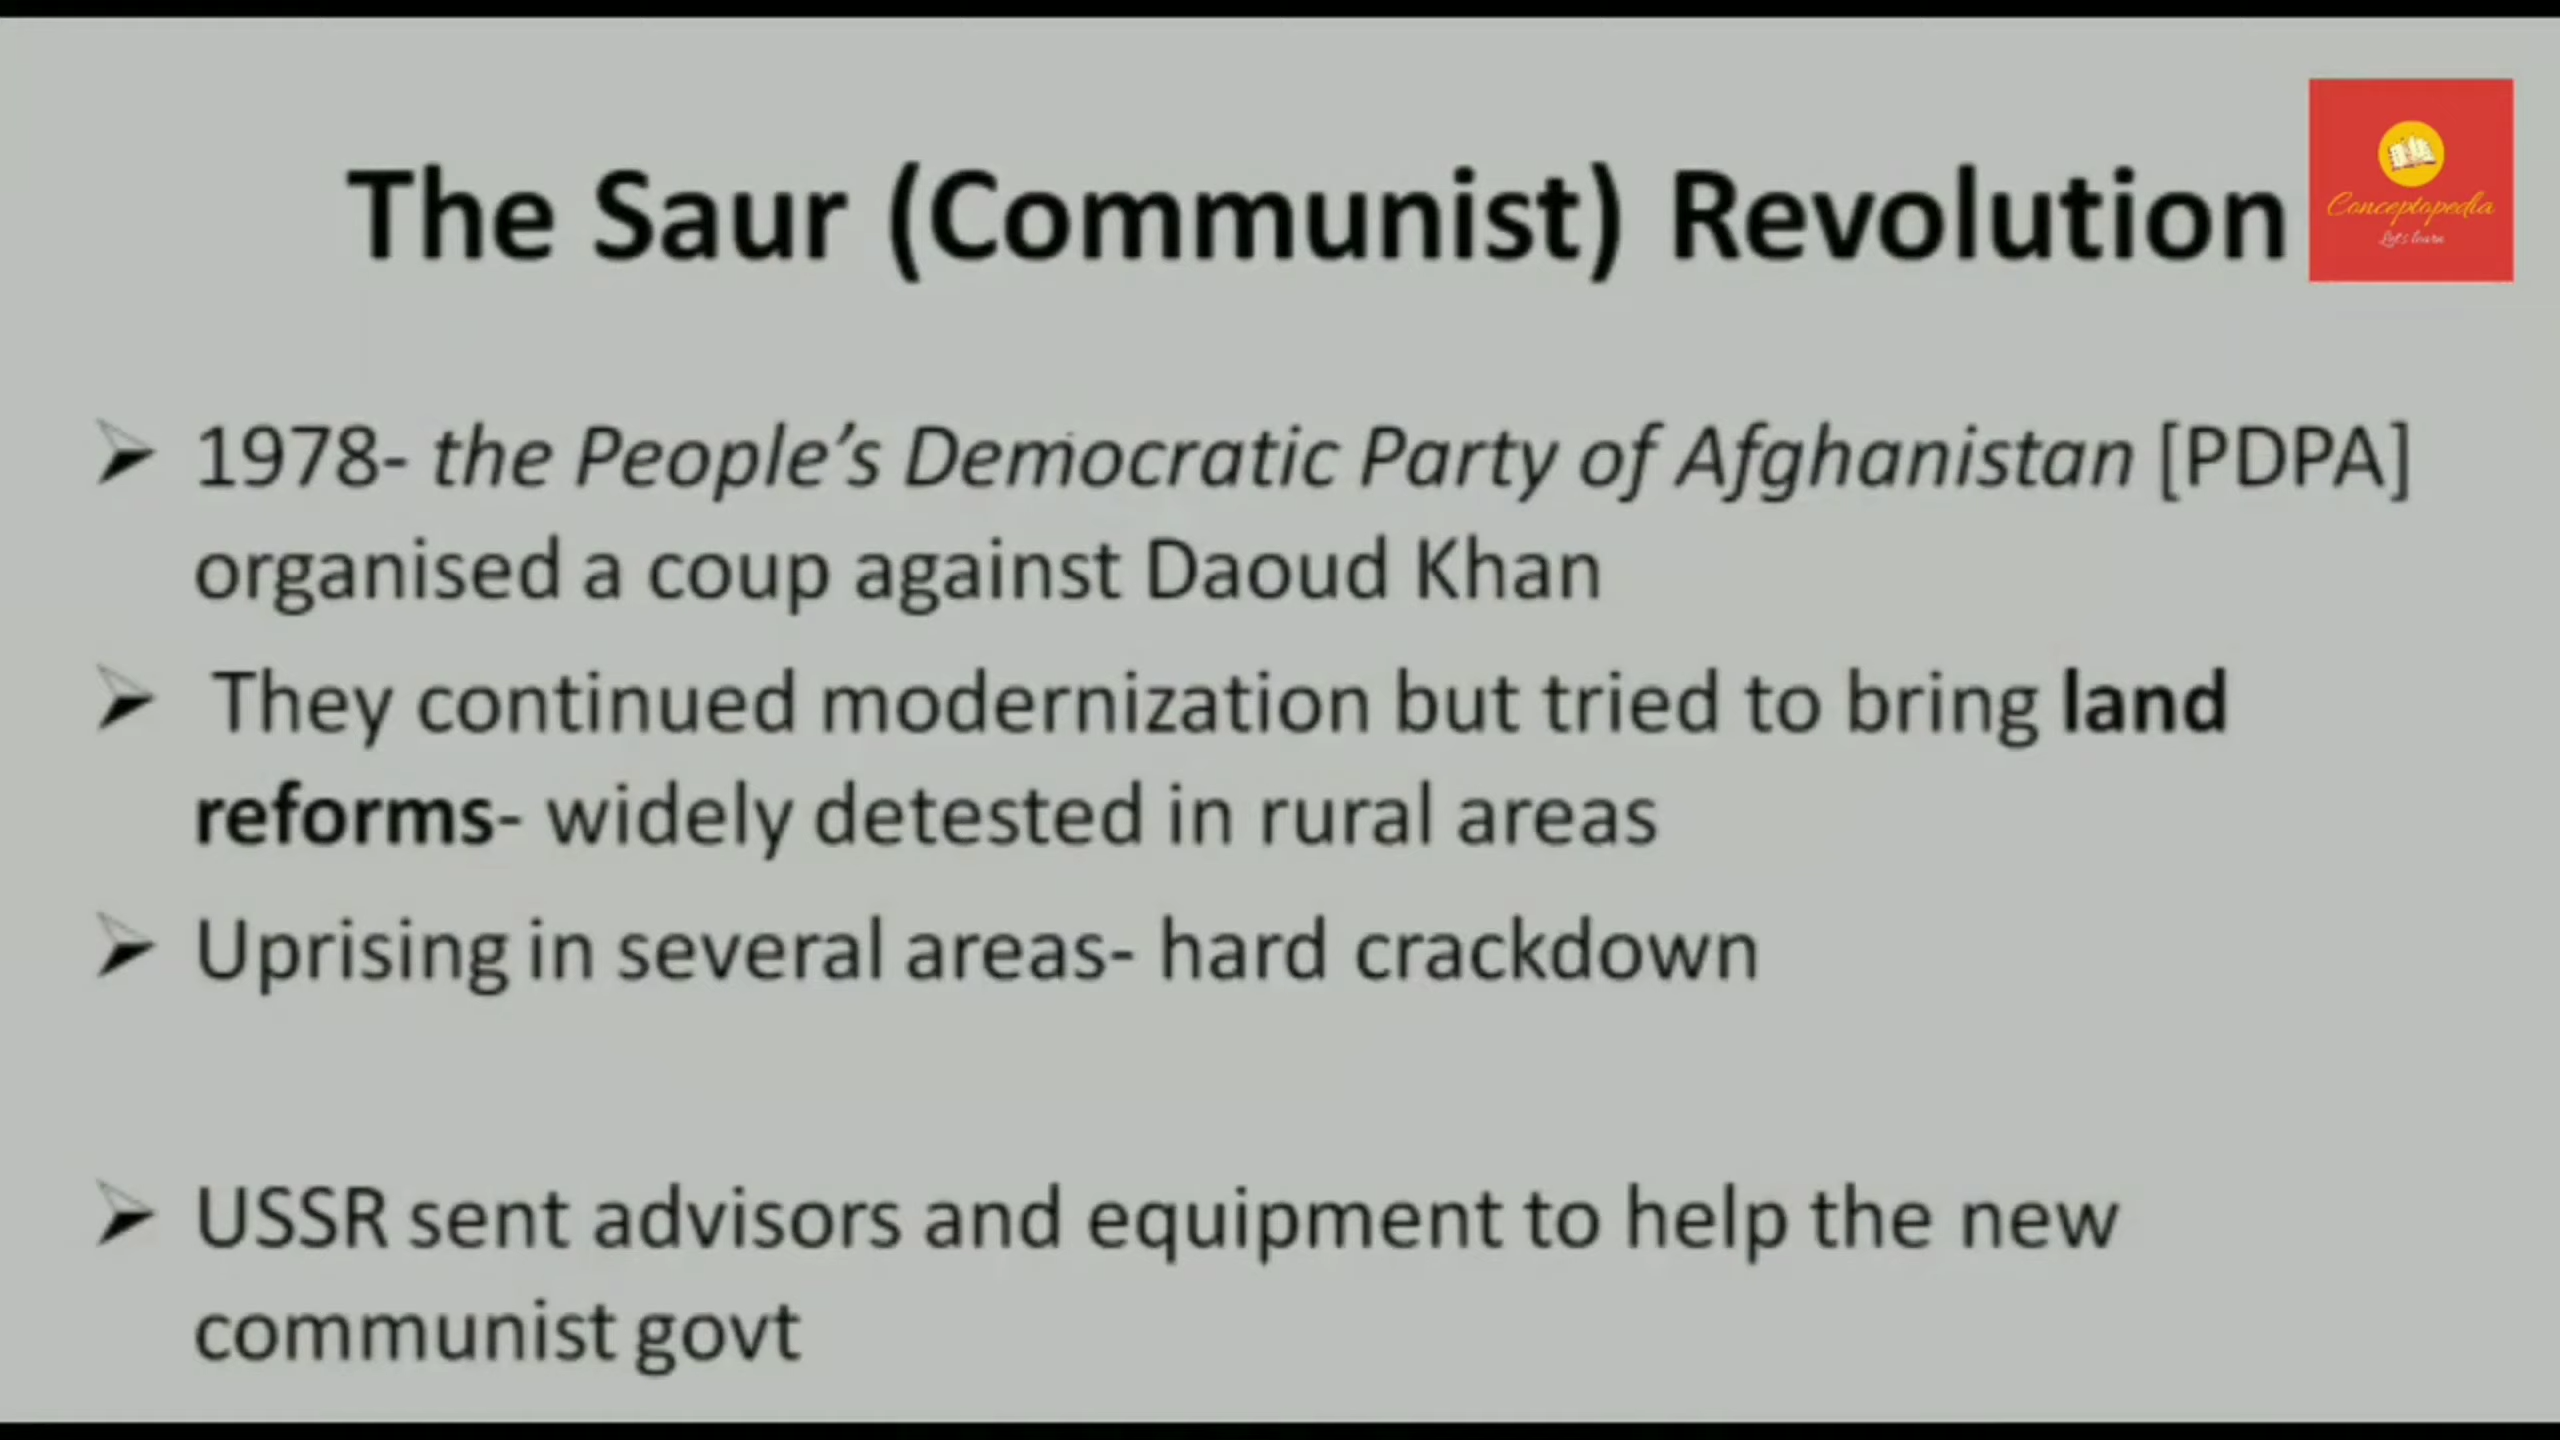 The Saur (Communist) Revolution
Conceptopedia
Let's learn
1978- the People's Democratic Party of Afghanistan [PDPA]
organised a coup against Daoud Khan
They continued modernization but tried to bring land
reforms- widely detested in rural areas
Uprising in several areas- hard crackdown
USSR sent advisors and equipment to help the new
communist govt